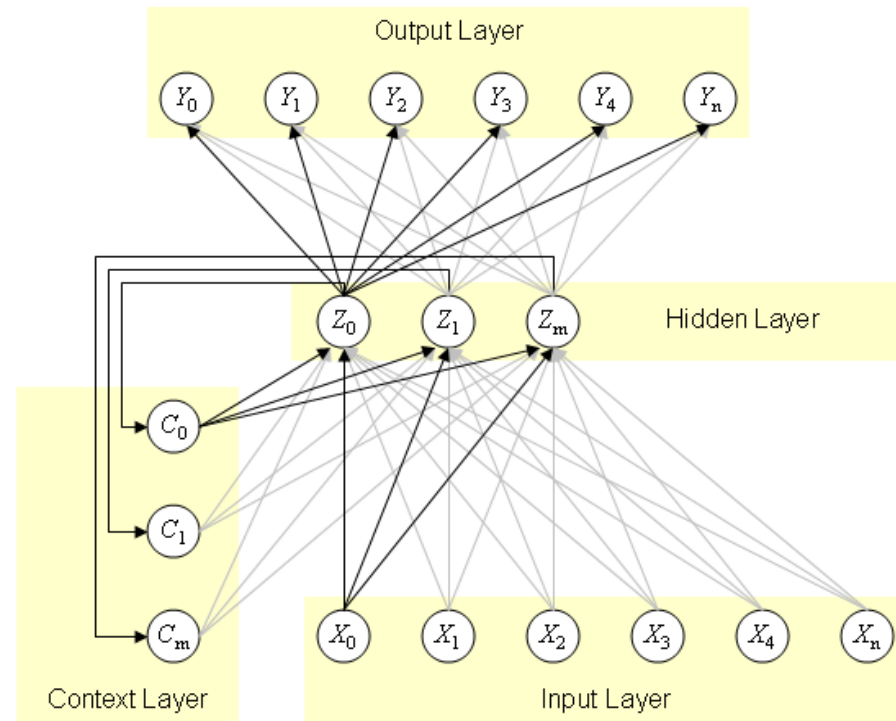 Output Layer
Y0 Y1 Y2 Y3 Y4 Yn
Z0 Z1 Zm Hidden Layer
C0
C1
Cm X0 X1 X2 X3 X4 Xn
Context Layer Input Layer